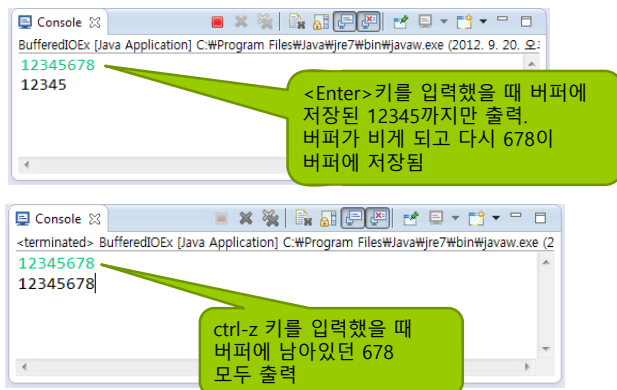 Console
BufferedIOEx [Java Application] C:₩Program Files₩Java₩jre7₩bin₩javaw.exe (2012. 9. 20.
12345678
12345
<Enter>키를 입력했을 때 버퍼에
저장된 12345까지만 출력.
버퍼가 비게 되고 다시 678이
버퍼에 저장됨
Console
<terminated> BufferedIOEx [Java Application] C:₩Program Files₩Java₩jre7₩bin₩javaw.exe (2
12345678
12345678
ctrl-z 키를 입력했을 때
버퍼에 남아있던 678
모두 출력